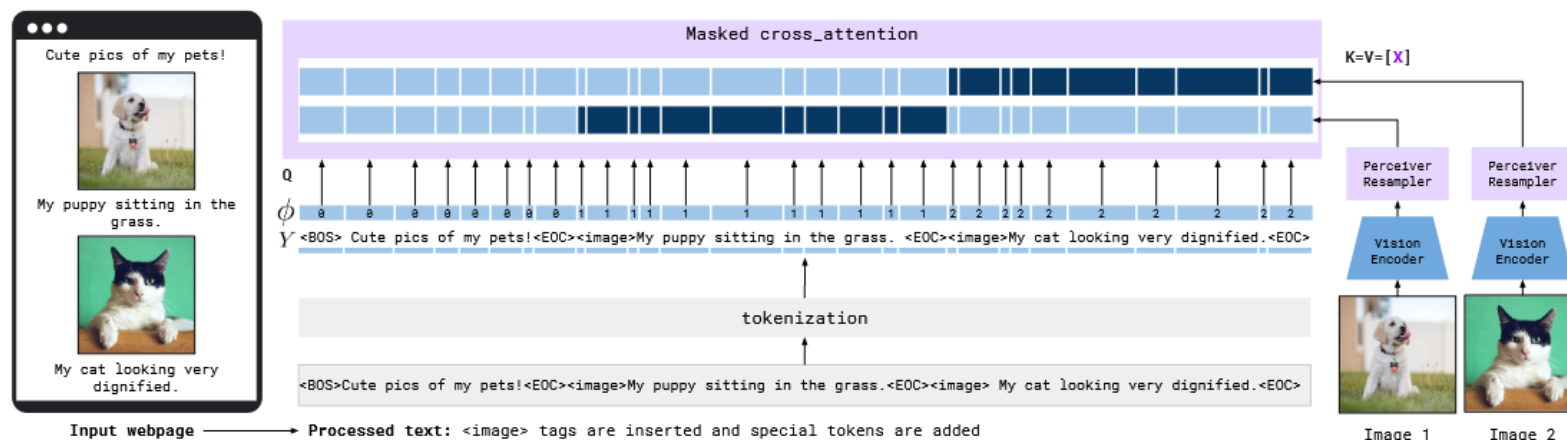 Cute pics of my pets!
My puppy sitting in the
grass.
My cat looking very
dignified.
Input webpage
Masked cross_attention
K=V=[X]
Q
ϕ 0 0 0 0 0 0 0 0 1 1 1 1 1 1 1 1 1 1 1 1 2 2 2 2 2 2 2 2 2 2
Y <BOS> Cute pics of my pets!<EOC><image>My puppy sitting in the grass. <EOC><image>My cat looking very dignified.<EOC>
tokenization
<BOS>Cute pics of my pets!<EOC><image>My puppy sitting in the grass.<EOC><image> My cat looking very dignified.<EOC>
Processed text: <image> tags are inserted and special tokens are added
Perceiver
Resampler
Vision
Encoder
Image 1
Perceiver
Resampler
Vision
Encoder
Image 2